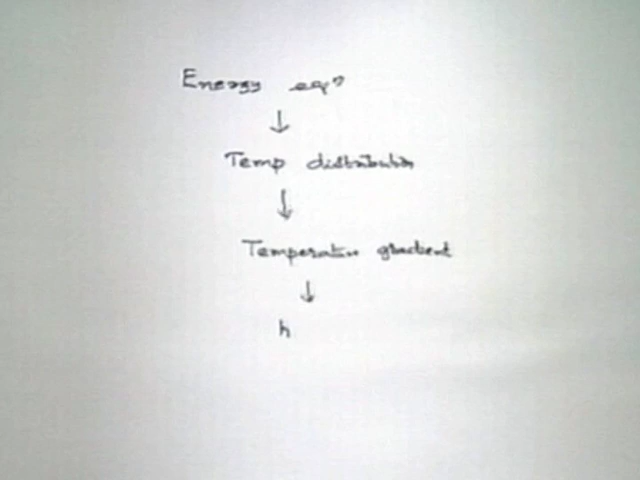 Energy eqⁿ
↓
Temp distribution
↓
Temperature gradient
↓
h